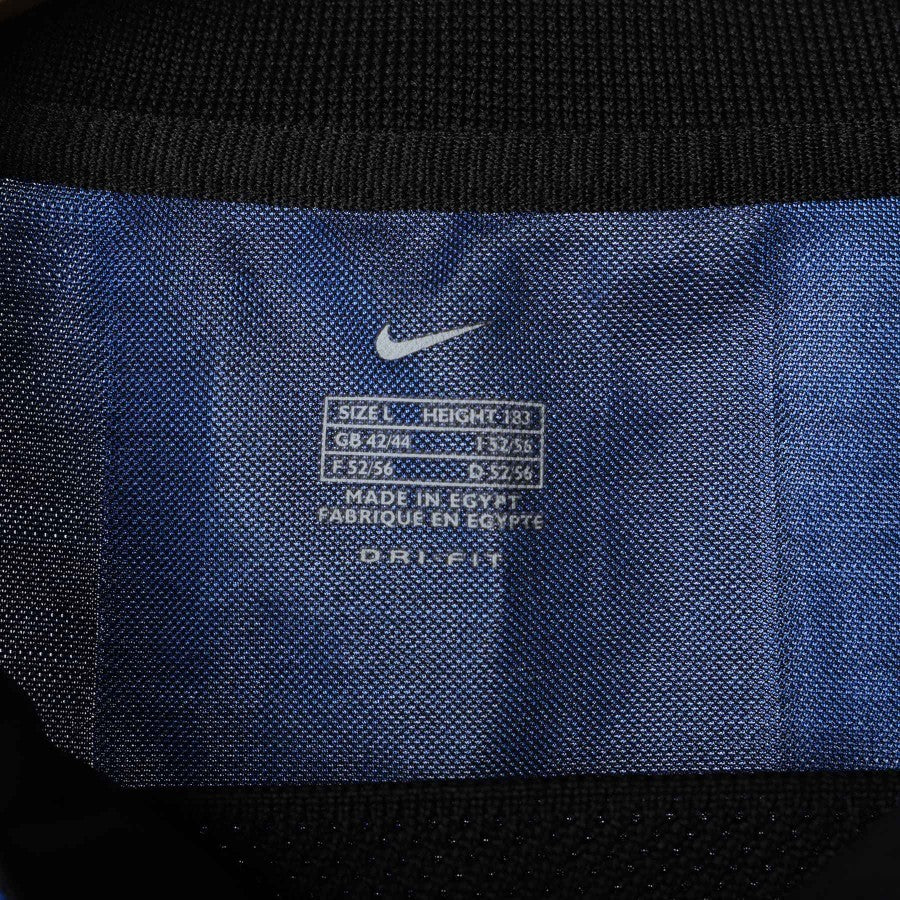 SIZE L HEIGHT 183
GB 42/44 I 52/56
F 52/56 D 52/56
MADE IN EGYPT
FABRIQUE EN EGYPTE
DRI-FIT